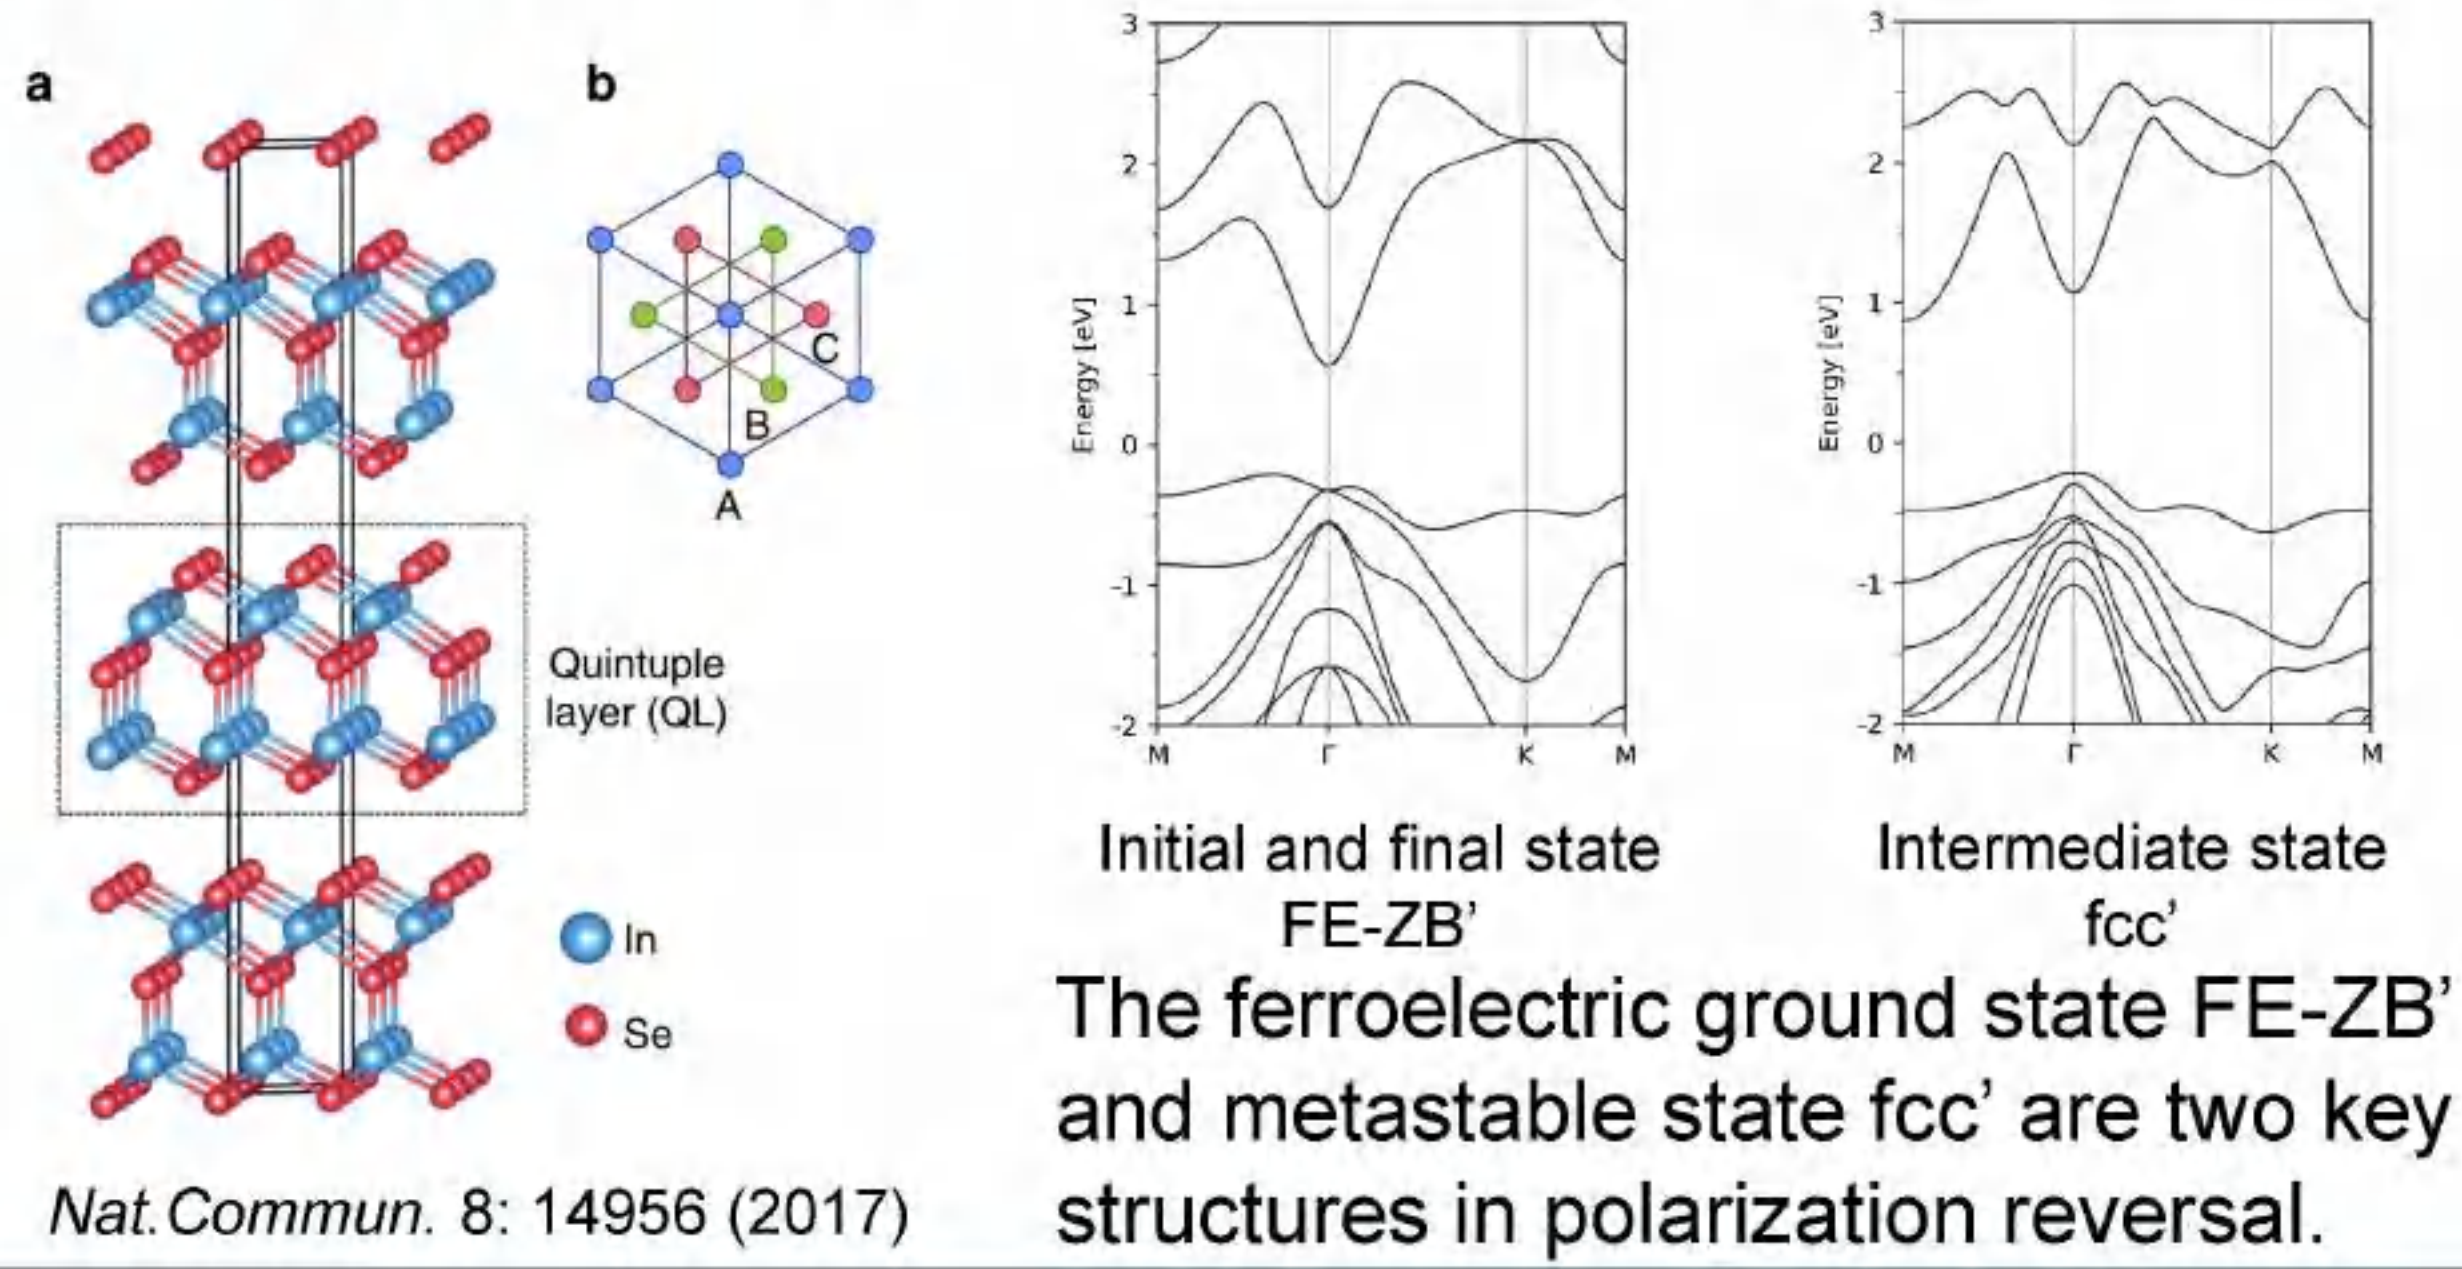 a
b
A
B
C
Quintuple
layer (QL)
In
Se
Nat. Commun. 8: 14956 (2017)
Energy [eV]
3
2
1
0
-1
-2
M Γ K M
Initial and final state
FE-ZB’
Energy [eV]
3
2
1
0
-1
-2
M Γ K M
Intermediate state
fcc’
The ferroelectric ground state FE-ZB’
and metastable state fcc’ are two key
structures in polarization reversal.